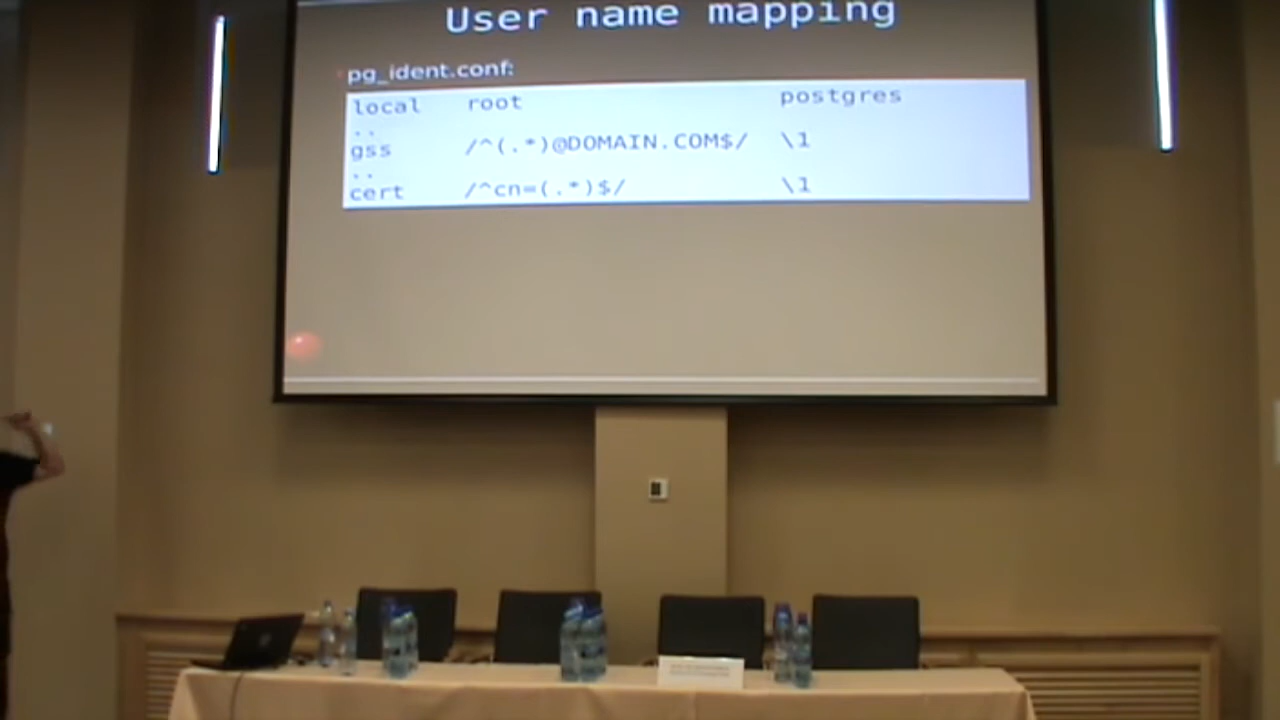 User name mapping
pg_ident.conf:
local root postgres
..
gss /^(.*)@DOMAIN.COM$/ \1
..
cert /^cn=(.*)$/ \1